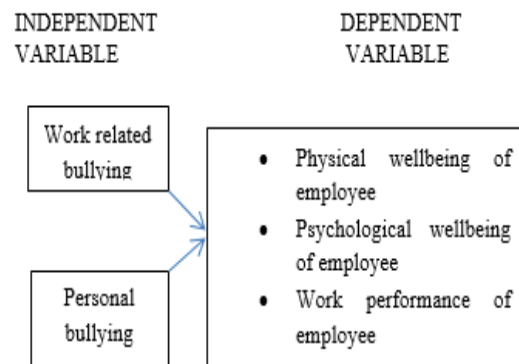 INDEPENDENT
VARIABLE
DEPENDENT
VARIABLE
Work related
bullying
Personal
bullying
• Physical wellbeing of
employee
• Psychological wellbeing
of employee
• Work performance of
employee